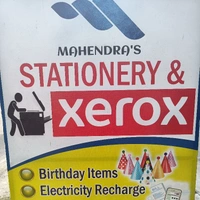 MAHENDRA'S
STATIONERY &
xerox
Birthday Items
Electricity Recharge